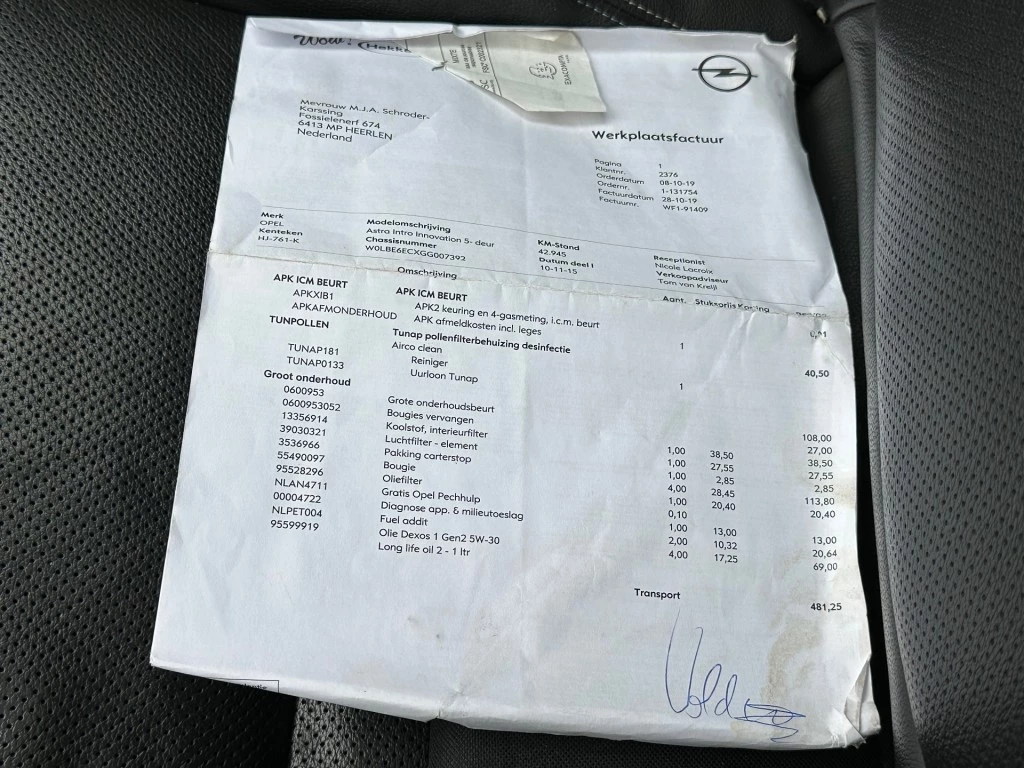 Wow! Hekke
MIXTE
FSC
EXACOMPTA
Mevrouw M.J.A. Schroder-
Karssing
Fossielenerf 674
6413 MP HEERLEN
Nederland
Werkplaatsfactuur
Pagina 1
Klantnr. 2376
Orderdatum 08-10-19
Ordernr. 1-131754
Factuurdatum 28-10-19
Factuurnr. WF1-91409
Merk Modelomschrijving KM-Stand Receptionist
OPEL Astra Intro Innovation 5- deur 42.945 Nicole Lacroix
Kenteken Chassisnummer Datum deel I Verkoopadviseur
HJ-761-K W0LBE6ECXGG007392 10-11-15 Tom van Kreijl
Omschrijving Aant. Stuksprijs Korting
APK ICM BEURT APK ICM BEURT
APKXIB1 APK2 keuring en 4-gasmeting, i.c.m. beurt
APKAFMONDERHOUD APK afmeldkosten incl. leges 1
TUNPOLLEN Tunap pollenfilterbehuizing desinfectie 40,50
Airco clean
TUNAP181 Reiniger 1
TUNAP0133 Uurloon Tunap
Groot onderhoud
0600953 Grote onderhoudsbeurt 108,00
0600953052 Bougies vervangen 27,00
13356914 Koolstof, interieurfilter 1,00 38,50 38,50
39030321 Luchtfilter - element 1,00 27,55 27,55
3536966 Pakking carterstop 1,00 2,85 2,85
55490097 Bougie 4,00 28,45 113,80
95528296 Oliefilter 1,00 20,40 20,40
NLAN4711 Gratis Opel Pechhulp 0,10
00004722 Diagnose app. & milieutoeslag 1,00 13,00 13,00
NLPET004 Fuel addit 2,00 10,32 20,64
95599919 Olie Dexos 1 Gen2 5W-30 4,00 17,25 69,00
Long life oil 2 - 1 ltr
Transport 481,25
Vold